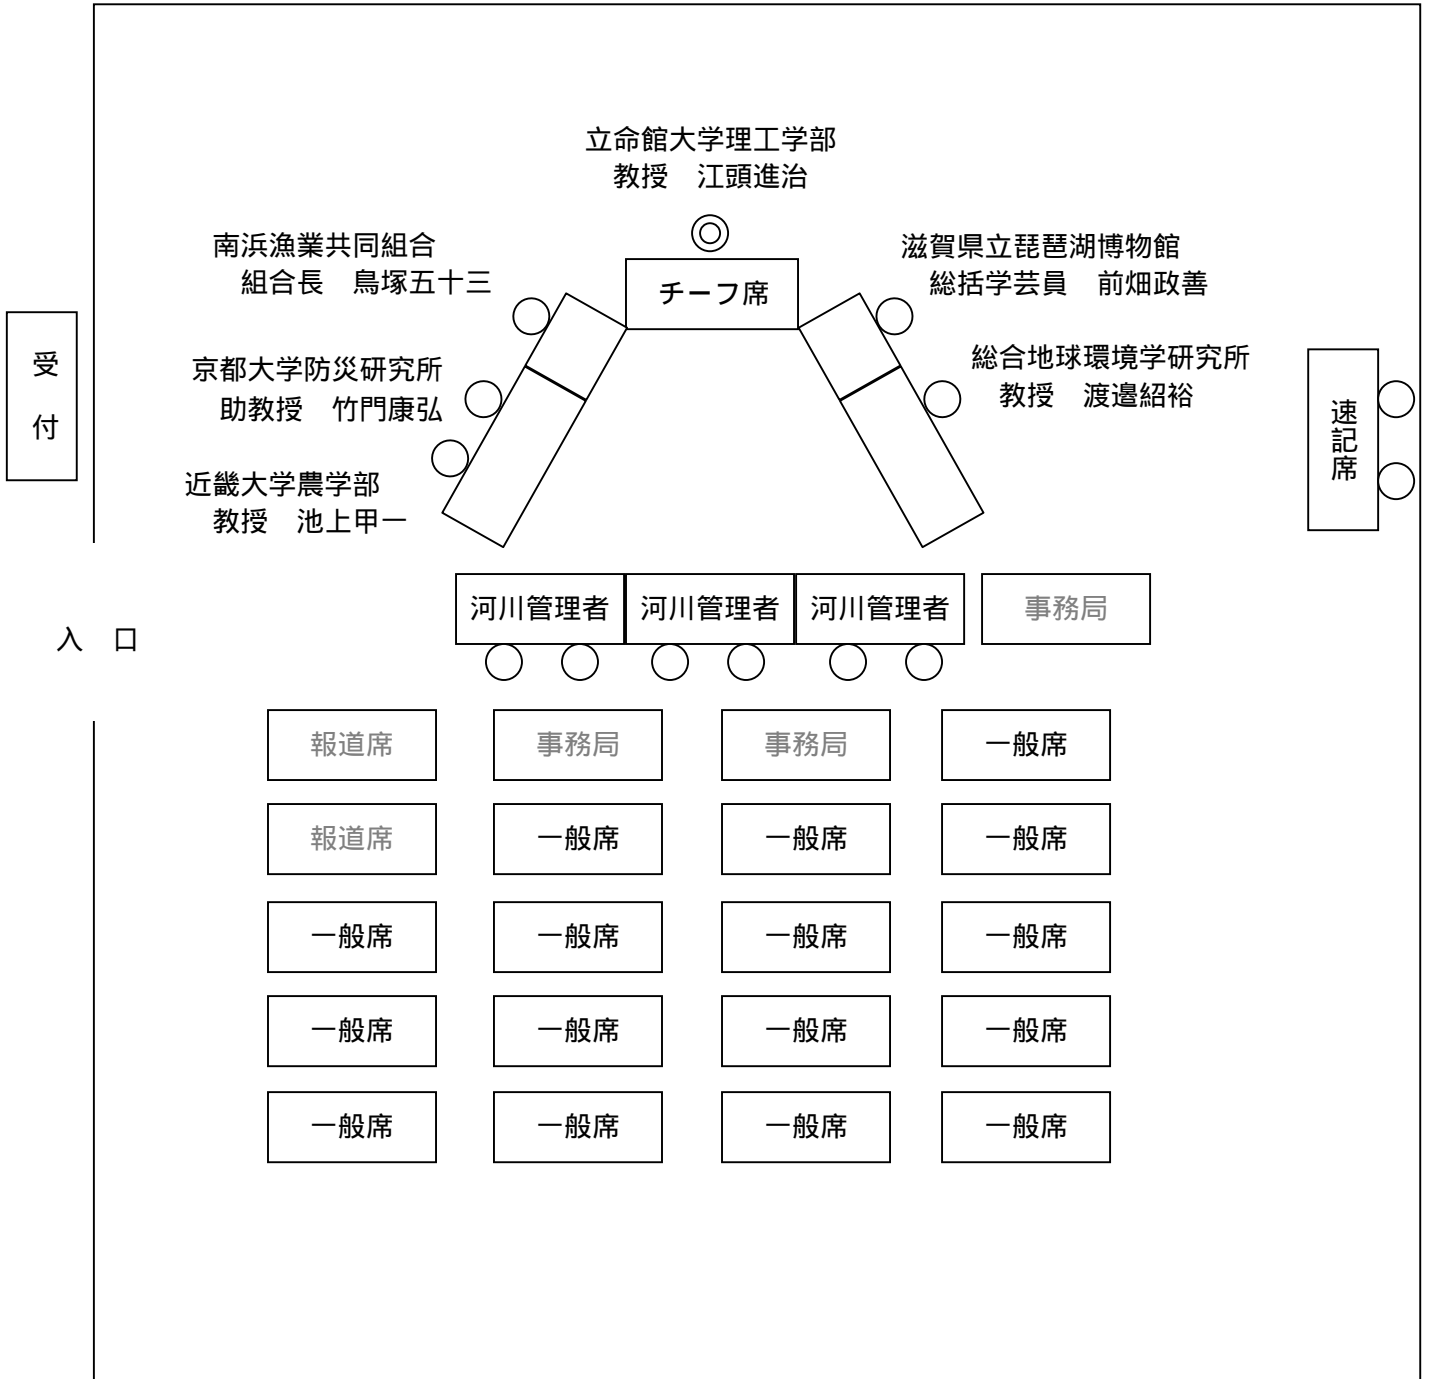 立命館大学理工学部
教授　江頭進治
南浜漁業共同組合
組合長　鳥塚五十三
滋賀県立琵琶湖博物館
総括学芸員　前畑政善
チーフ席
受
付
京都大学防災研究所
助教授　竹門康弘
総合地球環境学研究所
教授　渡邉紹裕
速記席
近畿大学農学部
教授　池上甲一
河川管理者　河川管理者　河川管理者　事務局
入　口
報道席　事務局　事務局　一般席
報道席　一般席　一般席　一般席
一般席　一般席　一般席　一般席
一般席　一般席　一般席　一般席
一般席　一般席　一般席　一般席